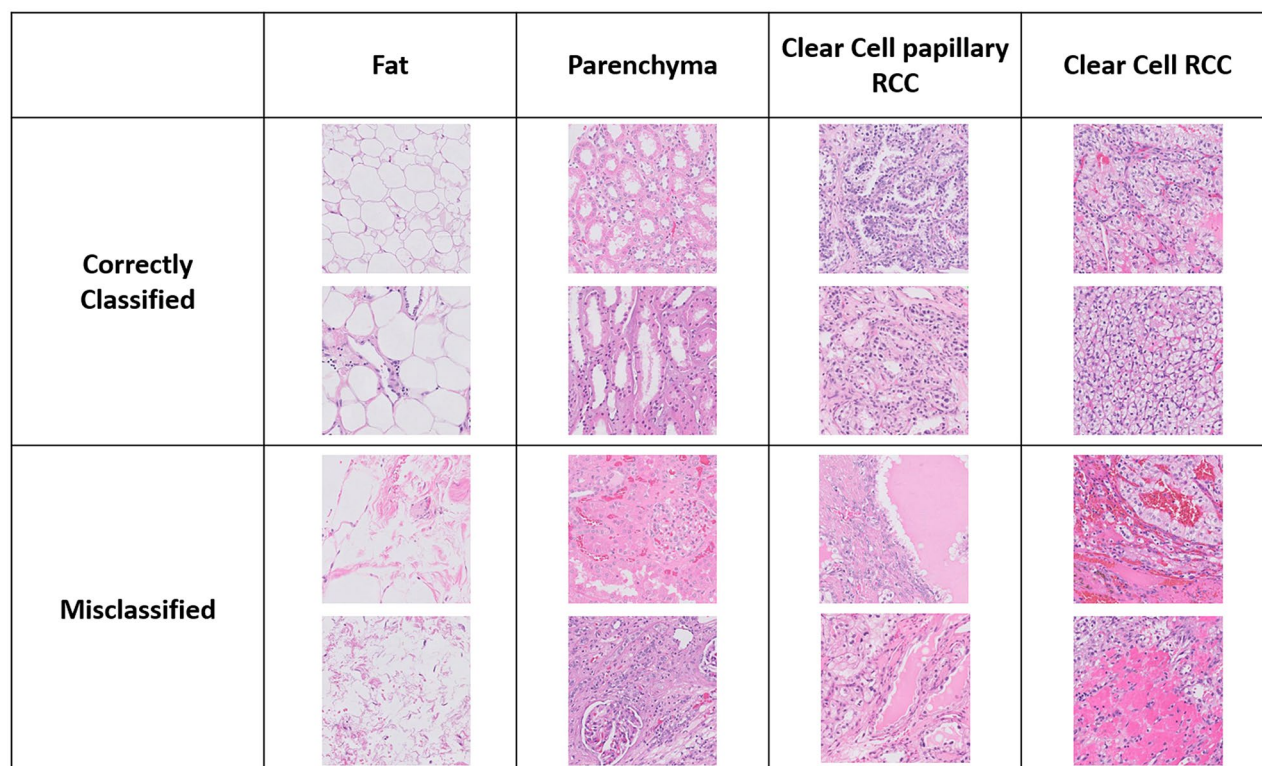 Fat
Parenchyma
Clear Cell papillary
RCC
Clear Cell RCC
Correctly
Classified
Misclassified